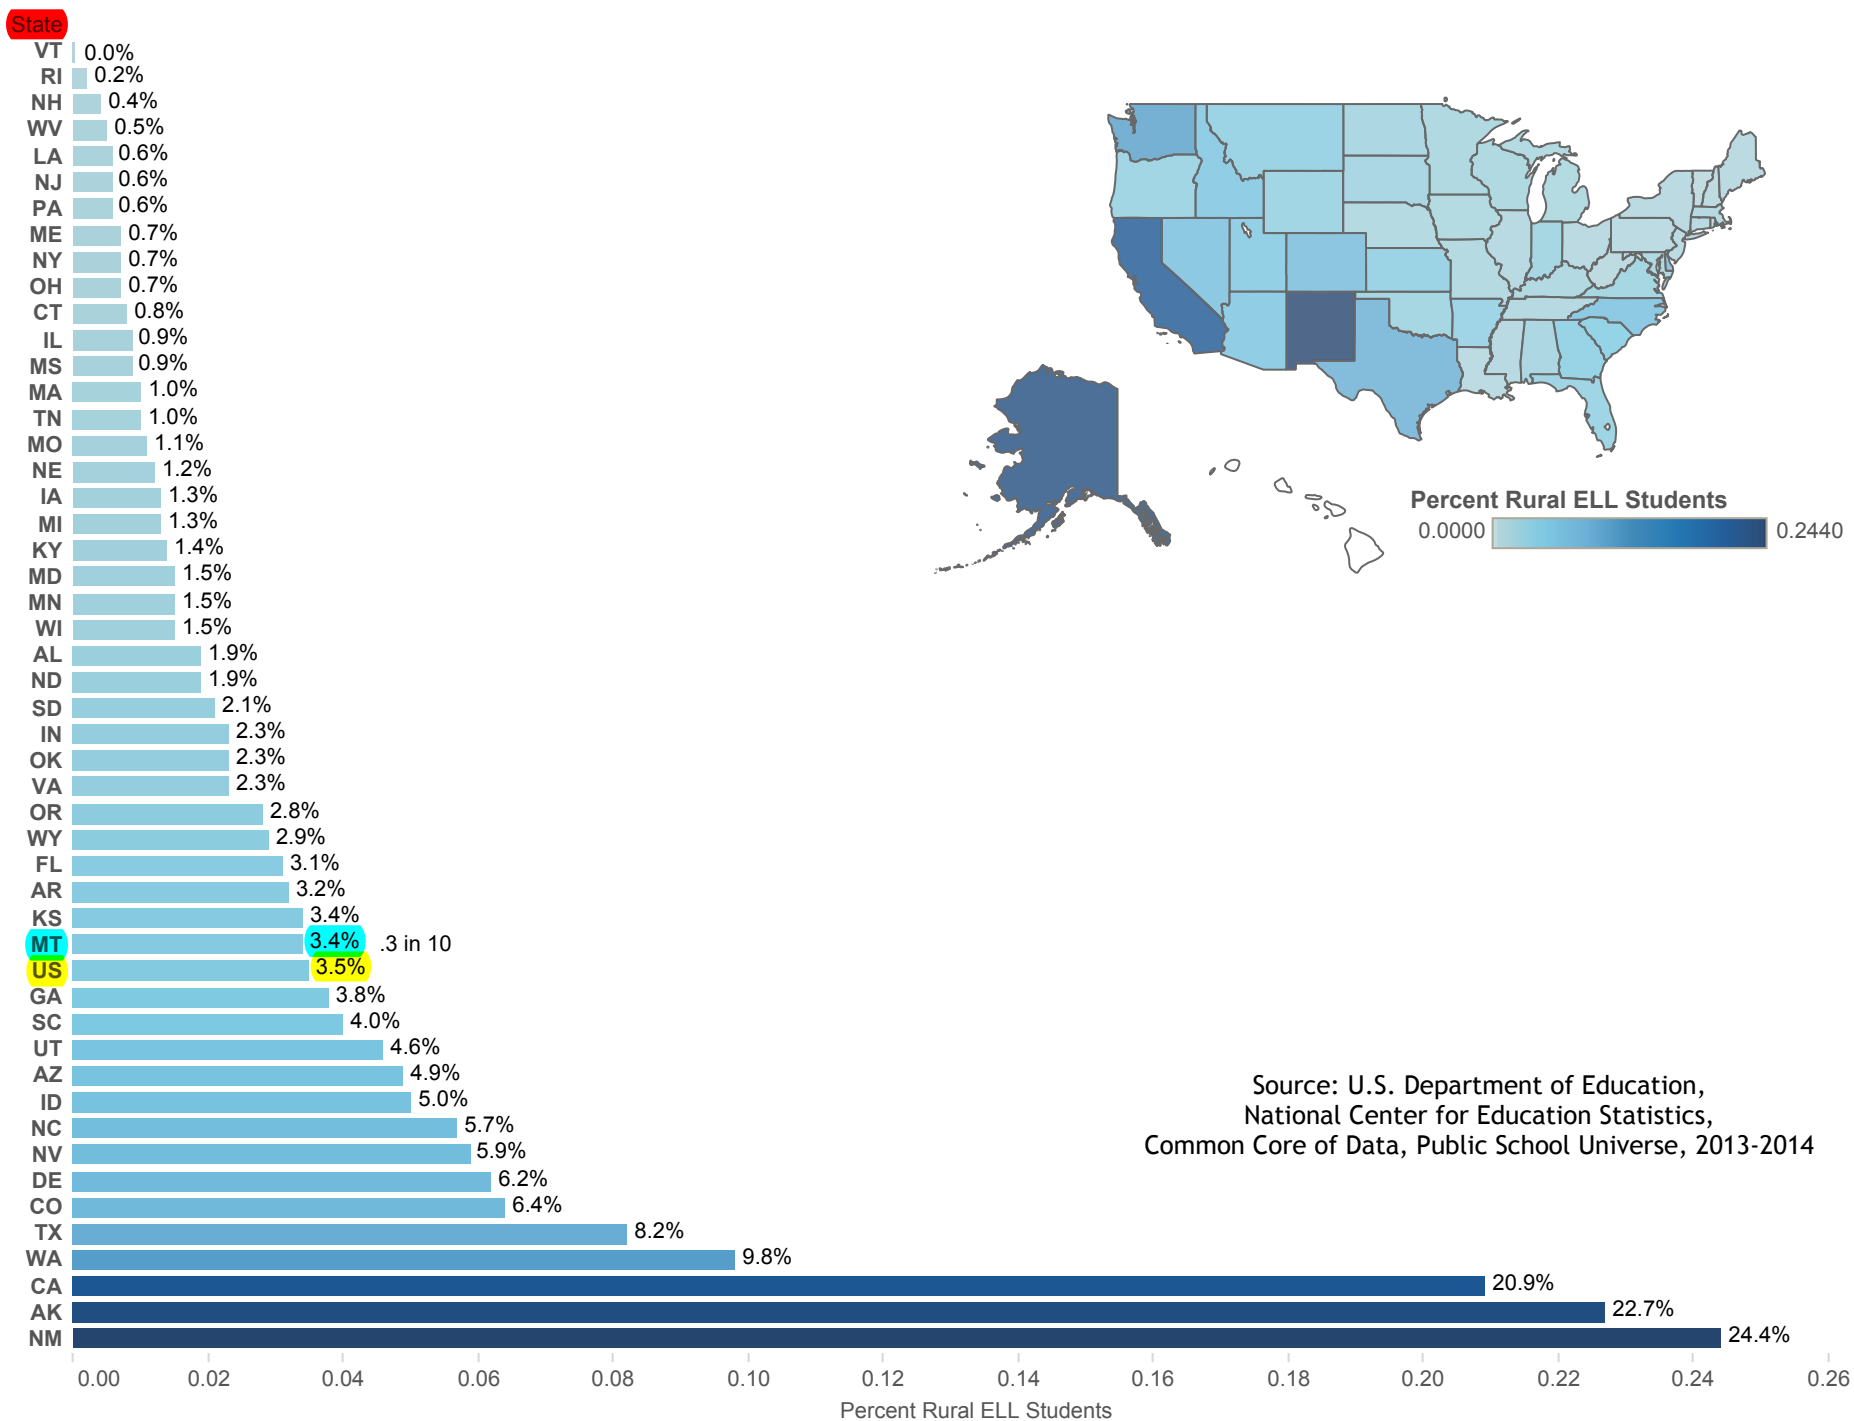 State
VT 0.0%
RI 0.2%
NH 0.4%
WV 0.5%
LA 0.6%
NJ 0.6%
PA 0.6%
ME 0.7%
NY 0.7%
OH 0.7%
CT 0.8%
IL 0.9%
MS 0.9%
MA 1.0%
TN 1.0%
MO 1.1%
NE 1.2%
IA 1.3%
MI 1.3%
KY 1.4%
MD 1.5%
MN 1.5%
WI 1.5%
AL 1.9%
ND 1.9%
SD 2.1%
IN 2.3%
OK 2.3%
VA 2.3%
OR 2.8%
WY 2.9%
FL 3.1%
AR 3.2%
KS 3.4%
MT 3.4% .3 in 10
US 3.5%
GA 3.8%
SC 4.0%
UT 4.6%
AZ 4.9%
ID 5.0%
NC 5.7%
NV 5.9%
DE 6.2%
CO 6.4%
TX 8.2%
WA 9.8%
CA 20.9%
AK 22.7%
NM 24.4%
0.00 0.02 0.04 0.06 0.08 0.10 0.12 0.14 0.16 0.18 0.20 0.22 0.24 0.26
Percent Rural ELL Students
Percent Rural ELL Students
0.0000 0.2440
Source: U.S. Department of Education,
National Center for Education Statistics,
Common Core of Data, Public School Universe, 2013-2014